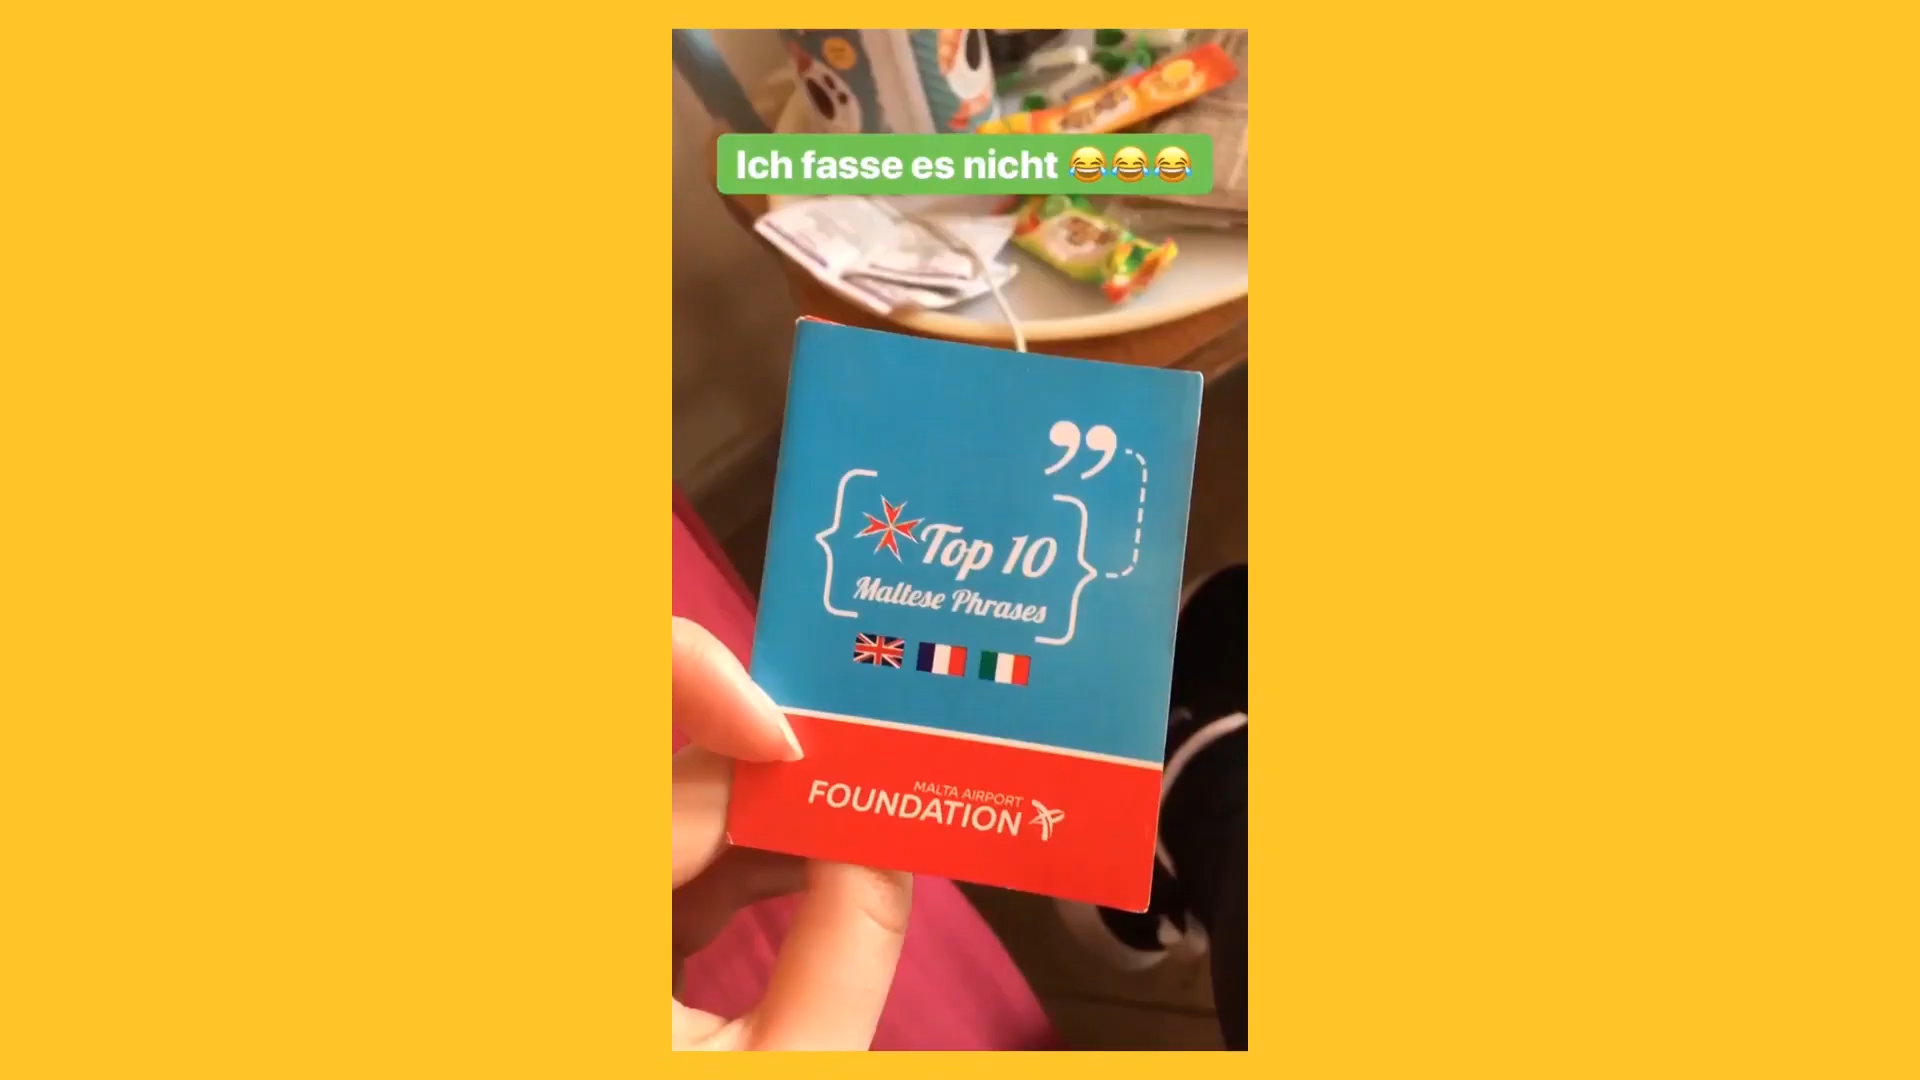 Ich fasse es nicht 😂😂😂
”
Top 10
Maltese Phrases
MALTA AIRPORT
FOUNDATION